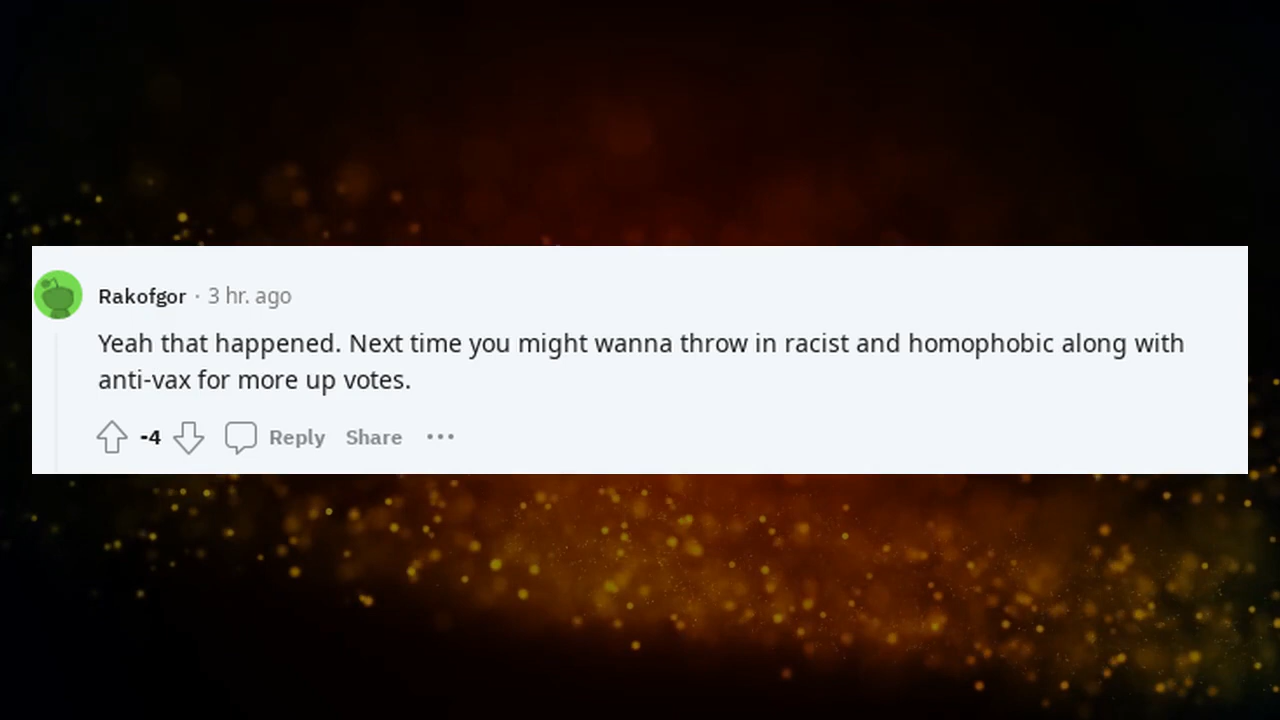 Rakofgor · 3 hr. ago
Yeah that happened. Next time you might wanna throw in racist and homophobic along with
anti-vax for more up votes.
-4 Reply Share •••